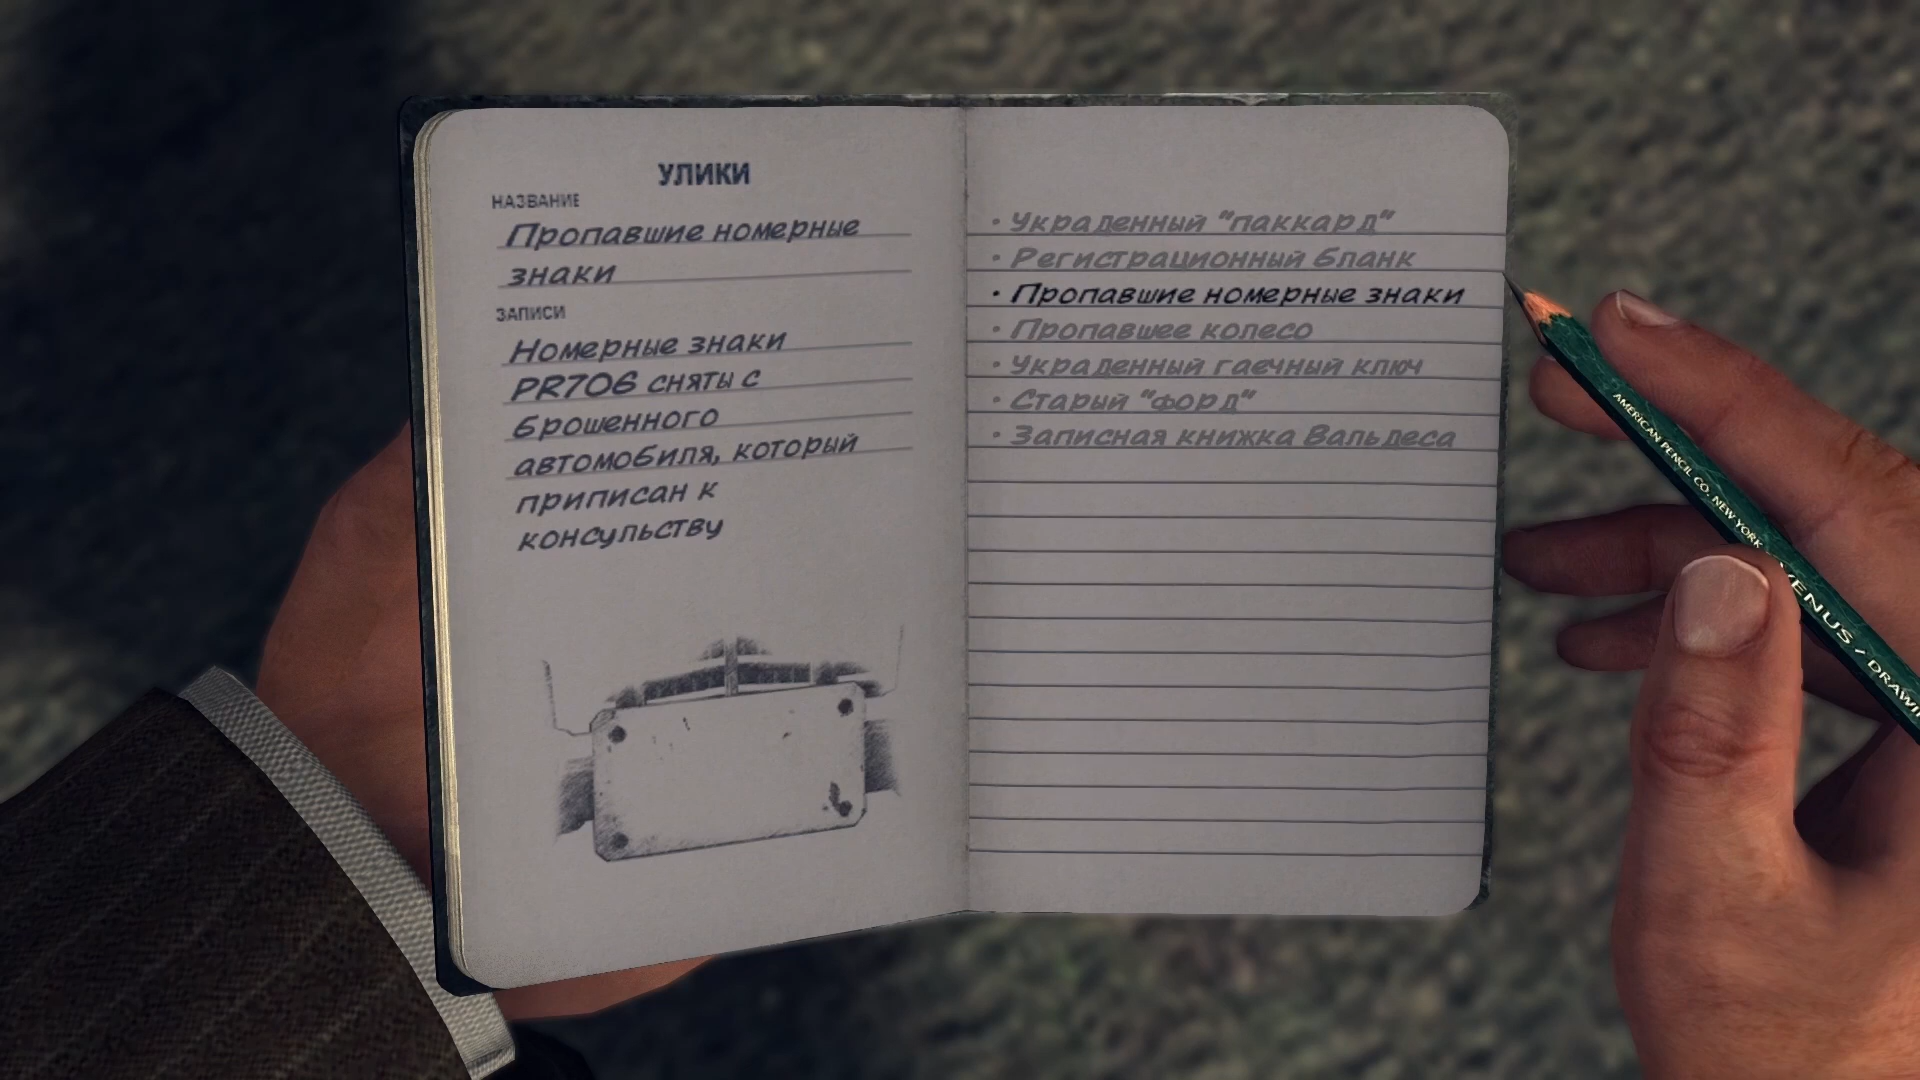 УЛИКИ
НАЗВАНИЕ
Пропавшие номерные
знаки
ЗАПИСИ
Номерные знаки
PR706 сняты с
брошенного
автомобиля, который
приписан к
консульству
• Украденный "паккард"
• Регистрационный бланк
• Пропавшие номерные знаки
• Пропавшее колесо
• Украденный гаечный ключ
• Старый "форд"
• Записная книжка Вальдеса
AMERICAN PENCIL CO. NEW YORK
VENUS / DRAWI